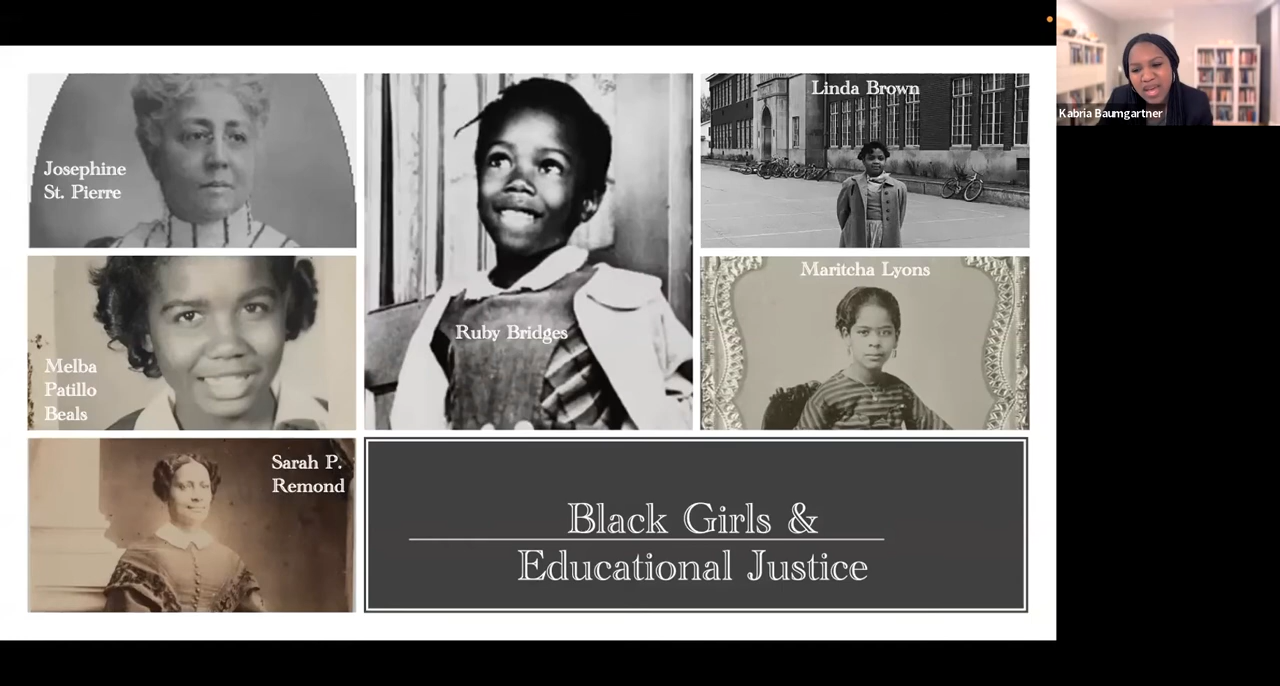 Josephine
St. Pierre
Ruby Bridges
Linda Brown
Kabria Baumgartner
Melba
Patillo
Beals
Maritcha Lyons
Sarah P.
Remond
Black Girls &
Educational Justice